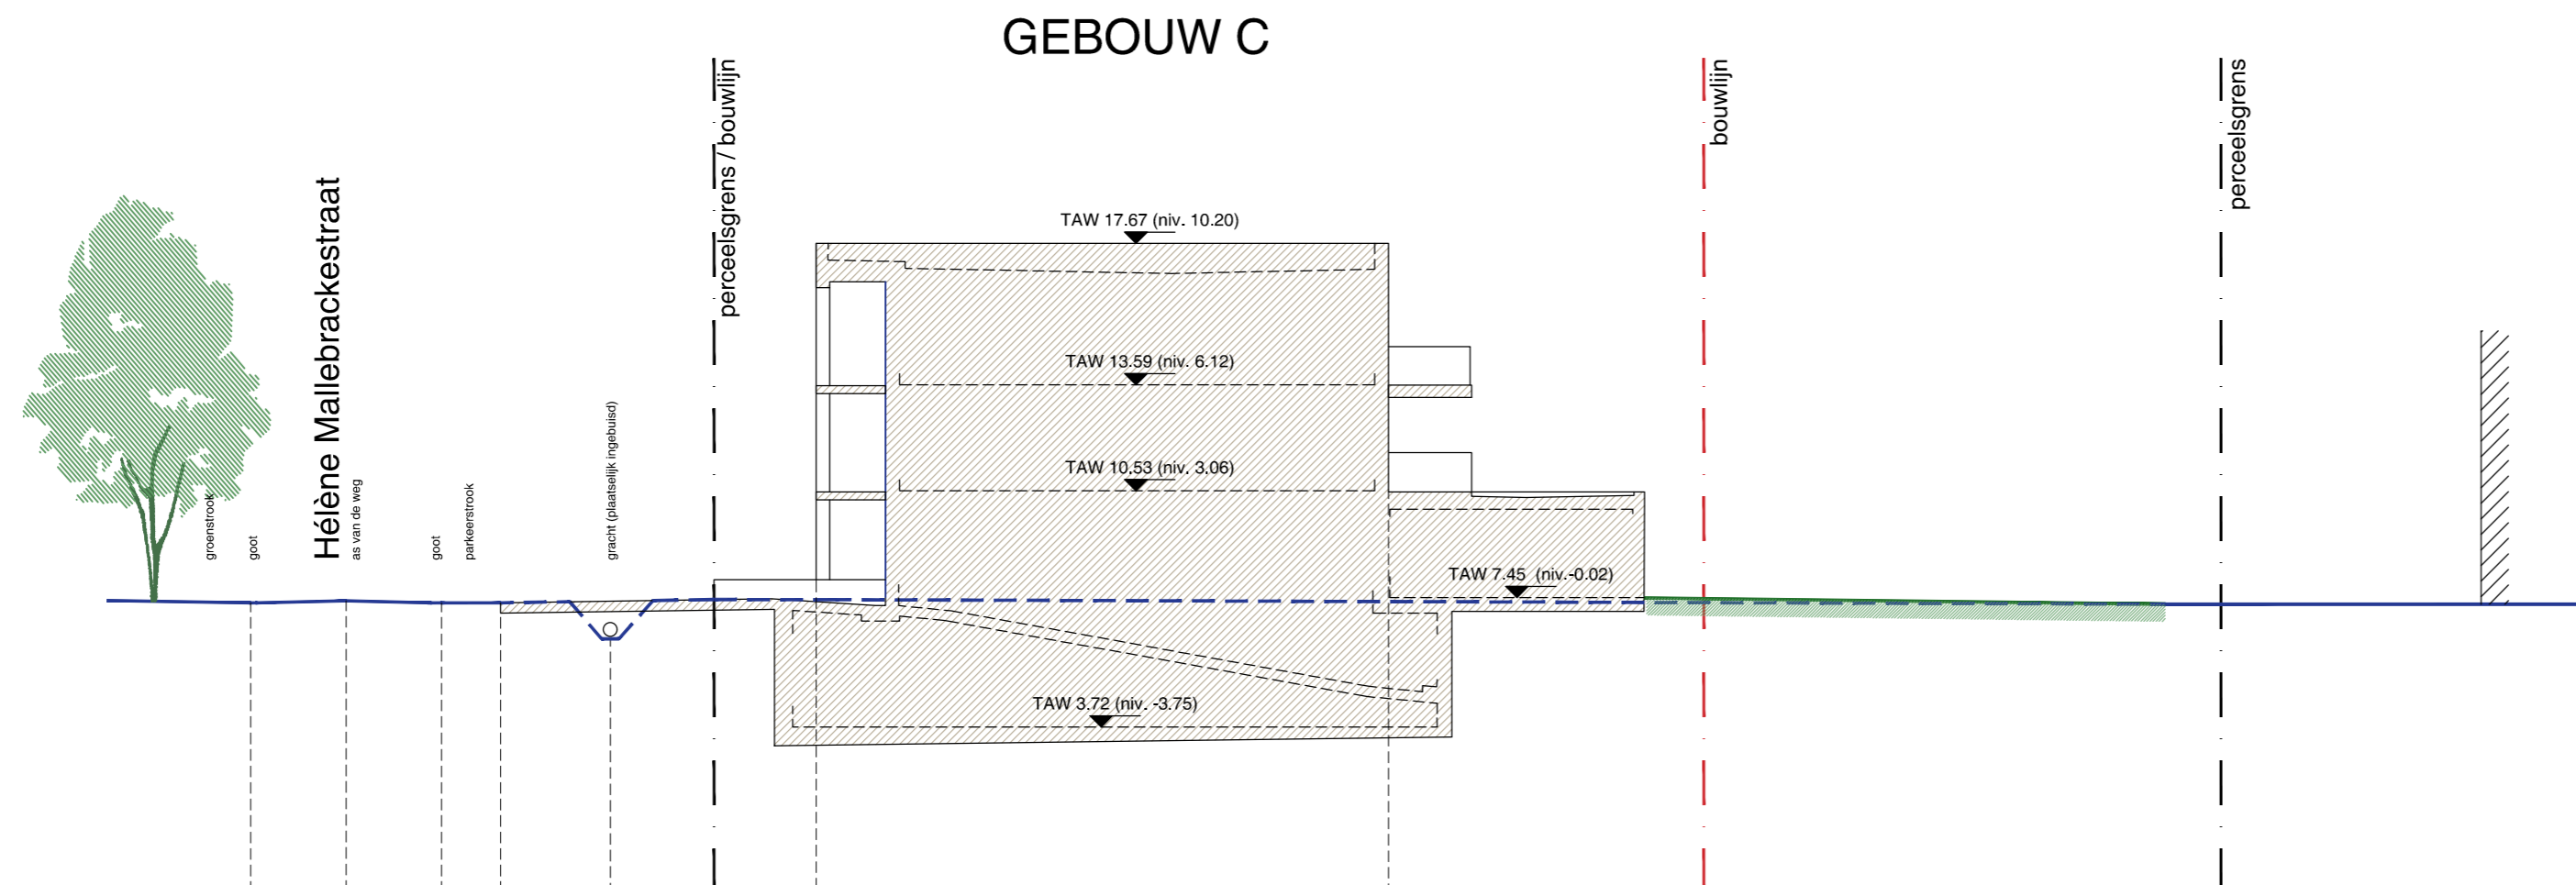 GEBOUW C
perceelsgrens / bouwlijn
bouwlijn
perceelsgrens
Hélène Mallebrackestraat
groenstrook
goot
as van de weg
goot
parkeerstrook
gracht (plaatselijk ingebuisd)
TAW 17.67 (niv. 10.20)
TAW 13.59 (niv. 6.12)
TAW 10.53 (niv. 3.06)
TAW 7.45 (niv.-0.02)
TAW 3.72 (niv. -3.75)